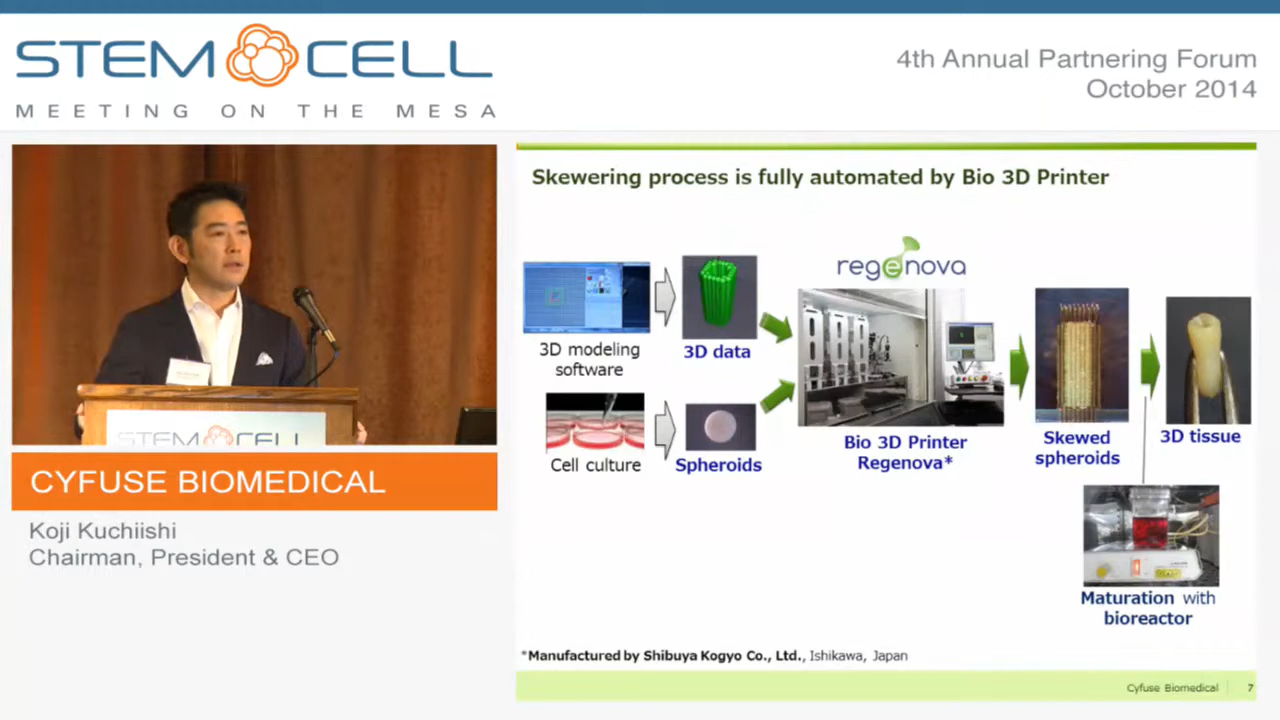 STEM CELL
MEETING ON THE MESA
4th Annual Partnering Forum
October 2014
STEM CELL
CYFUSE BIOMEDICAL
Koji Kuchiishi
Chairman, President & CEO
Skewering process is fully automated by Bio 3D Printer
3D modeling
software
3D data
Cell culture
Spheroids
regenova
Bio 3D Printer
Regenova*
Skewed
spheroids
3D tissue
Maturation with
bioreactor
*Manufactured by Shibuya Kogyo Co., Ltd., Ishikawa, Japan
Cyfuse Biomedical
7